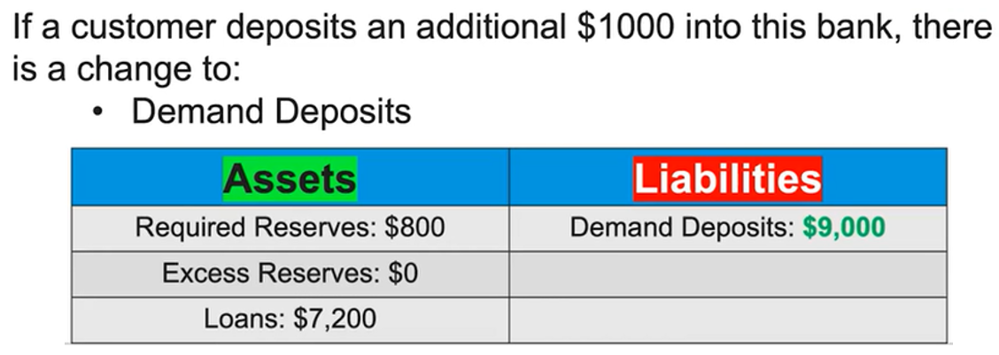 If a customer deposits an additional $1000 into this bank, there
is a change to:
• Demand Deposits
Assets Liabilities
Required Reserves: $800 Demand Deposits: $9,000
Excess Reserves: $0
Loans: $7,200